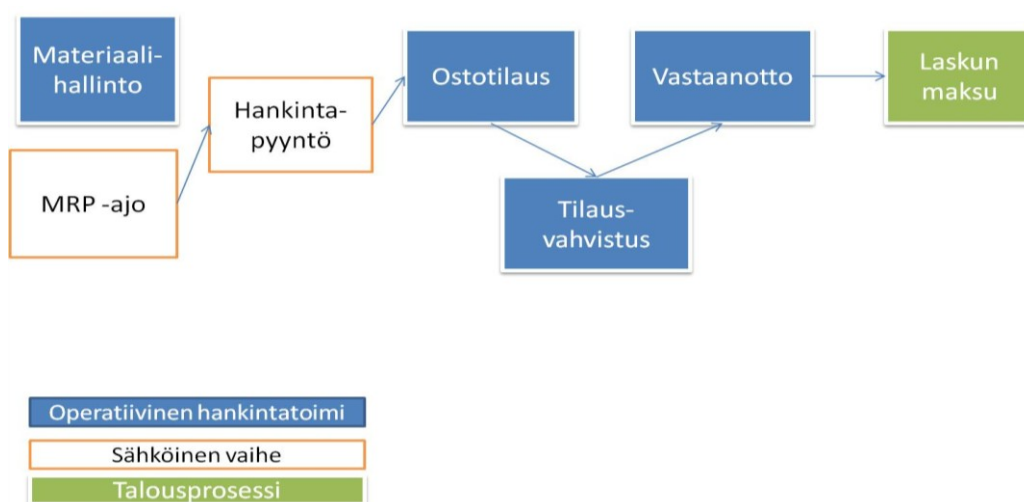 Materiaali-
hallinto
MRP -ajo
Hankinta-
pyyntö
Ostotilaus
Tilaus-
vahvistus
Vastaanotto
Laskun
maksu
Operatiivinen hankintatoimi
Sähköinen vaihe
Talousprosessi